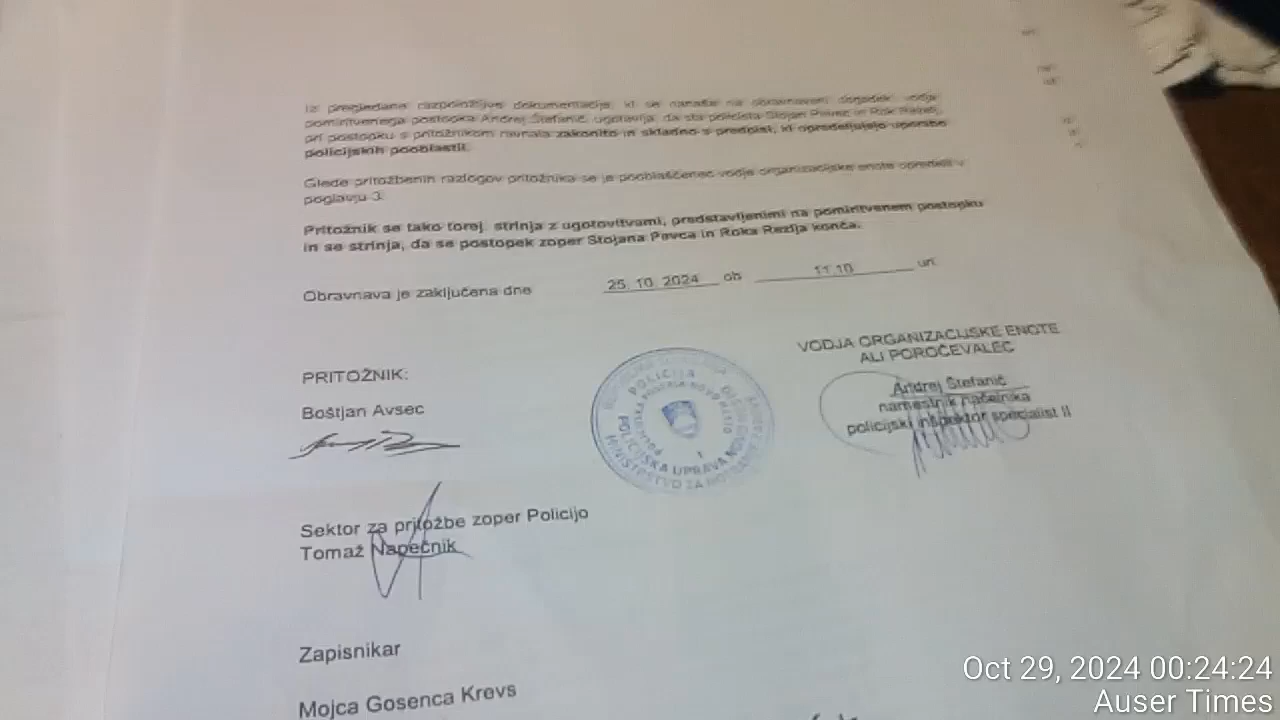 Iz pregledane razpoložljive dokumentacije, ki se nanaša na obravnavani dogodek vodja
pomiritvenega postopka Andrej Štefanič ugotavlja, da sta policista Stojan Pavec in Rok Rezelj,
pri postopku s pritožnikom ravnala zakonito in skladno s predpisi, ki opredeljujejo uporabo
policijskih pooblastil.
Glede pritožbenih razlogov pritožnika se je pooblaščenec vodje organizacijske enote opredelil v
poglavju 3.
Pritožnik se tako torej strinja z ugotovitvami, predstavljenimi na pomiritvenem postopku
in se strinja, da se postopek zoper Stojana Pavca in Roka Rezlja konča.
Obravnava je zaključena dne 25. 10. 2024 ob 11.10 uri.
VODJA ORGANIZACIJSKE ENOTE
ALI POROČEVALEC
PRITOŽNIK:
Andrej Štefanič
namestnik načelnika
policijski inšpektor specialist II
Boštjan Avsec
POLICIJA
POLICIJSKA UPRAVA NOVO MESTO
MINISTRSTVO ZA NOTRANJE ZADEVE
Sektor za pritožbe zoper Policijo
Tomaž Napečnik
Zapisnikar
Mojca Gosenca Krevs
Oct 29, 2024 00:24:24
Auser Times